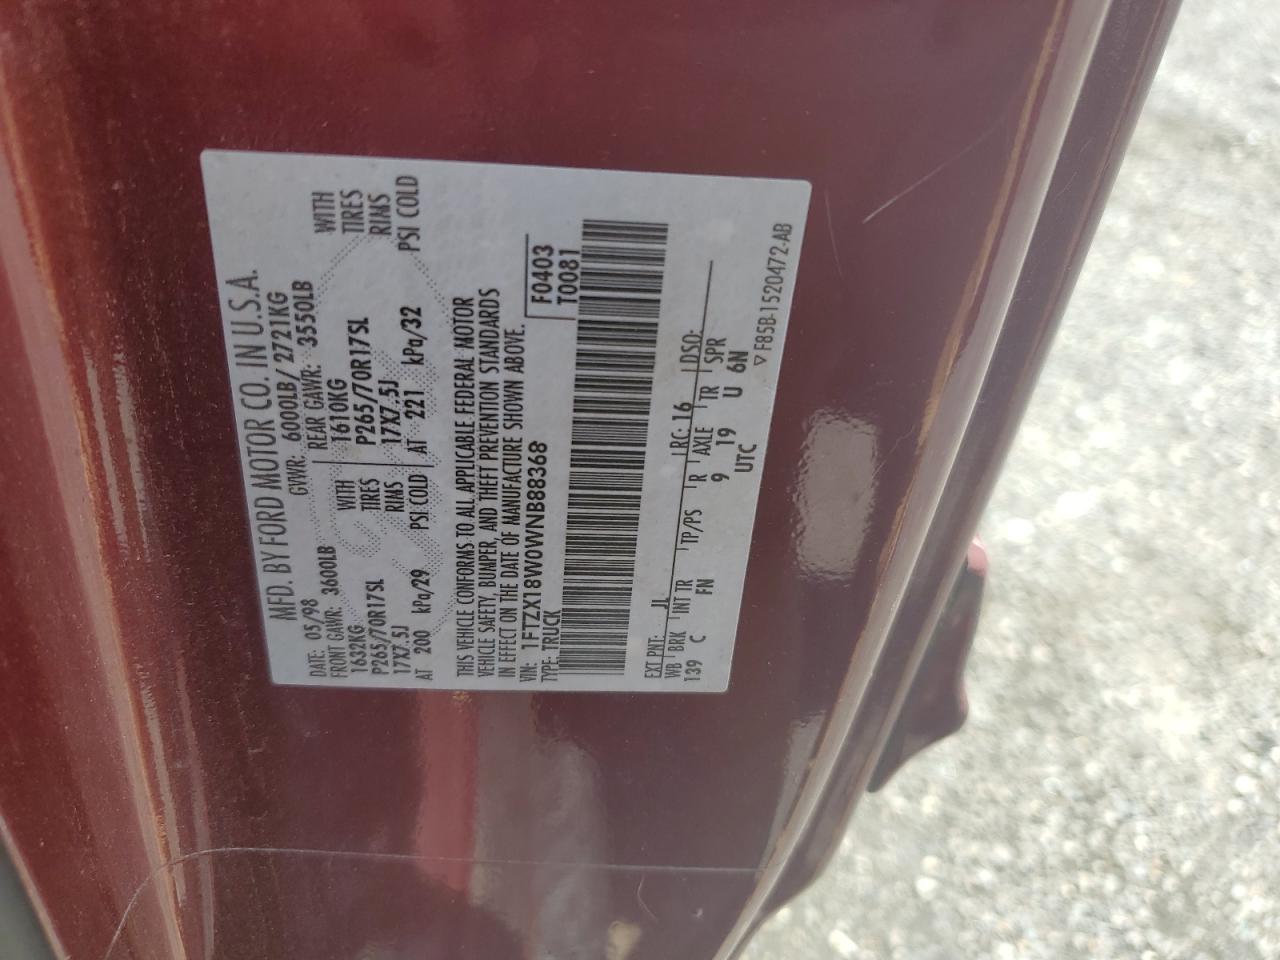 MFD. BY FORD MOTOR CO. IN U.S.A.
DATE: 05/98 GVWR: 6000LB/ 2721KG
FRONT GAWR: 3600LB REAR GAWR: 3550LB
1632KG WITH 1610KG WITH
P265/70R17SL TIRES P265/70R17SL TIRES
17X7.5J RIMS 17X7.5J RIMS
AT 200 kPa/29 PSI COLD AT 221 kPa/32 PSI COLD
THIS VEHICLE CONFORMS TO ALL APPLICABLE FEDERAL MOTOR
VEHICLE SAFETY, BUMPER, AND THEFT PREVENTION STANDARDS
IN EFFECT ON THE DATE OF MANUFACTURE SHOWN ABOVE.
VIN: 1FTZX18W0WNB88368 F0403
TYPE: TRUCK T0081
EXT PNT: JL RC: 16 DSO:
WB BRK INT TR TP/PS R AXLE TR SPR
139 C FN 9 19 U 6N
UTC
▽ F85B-1520472-AB